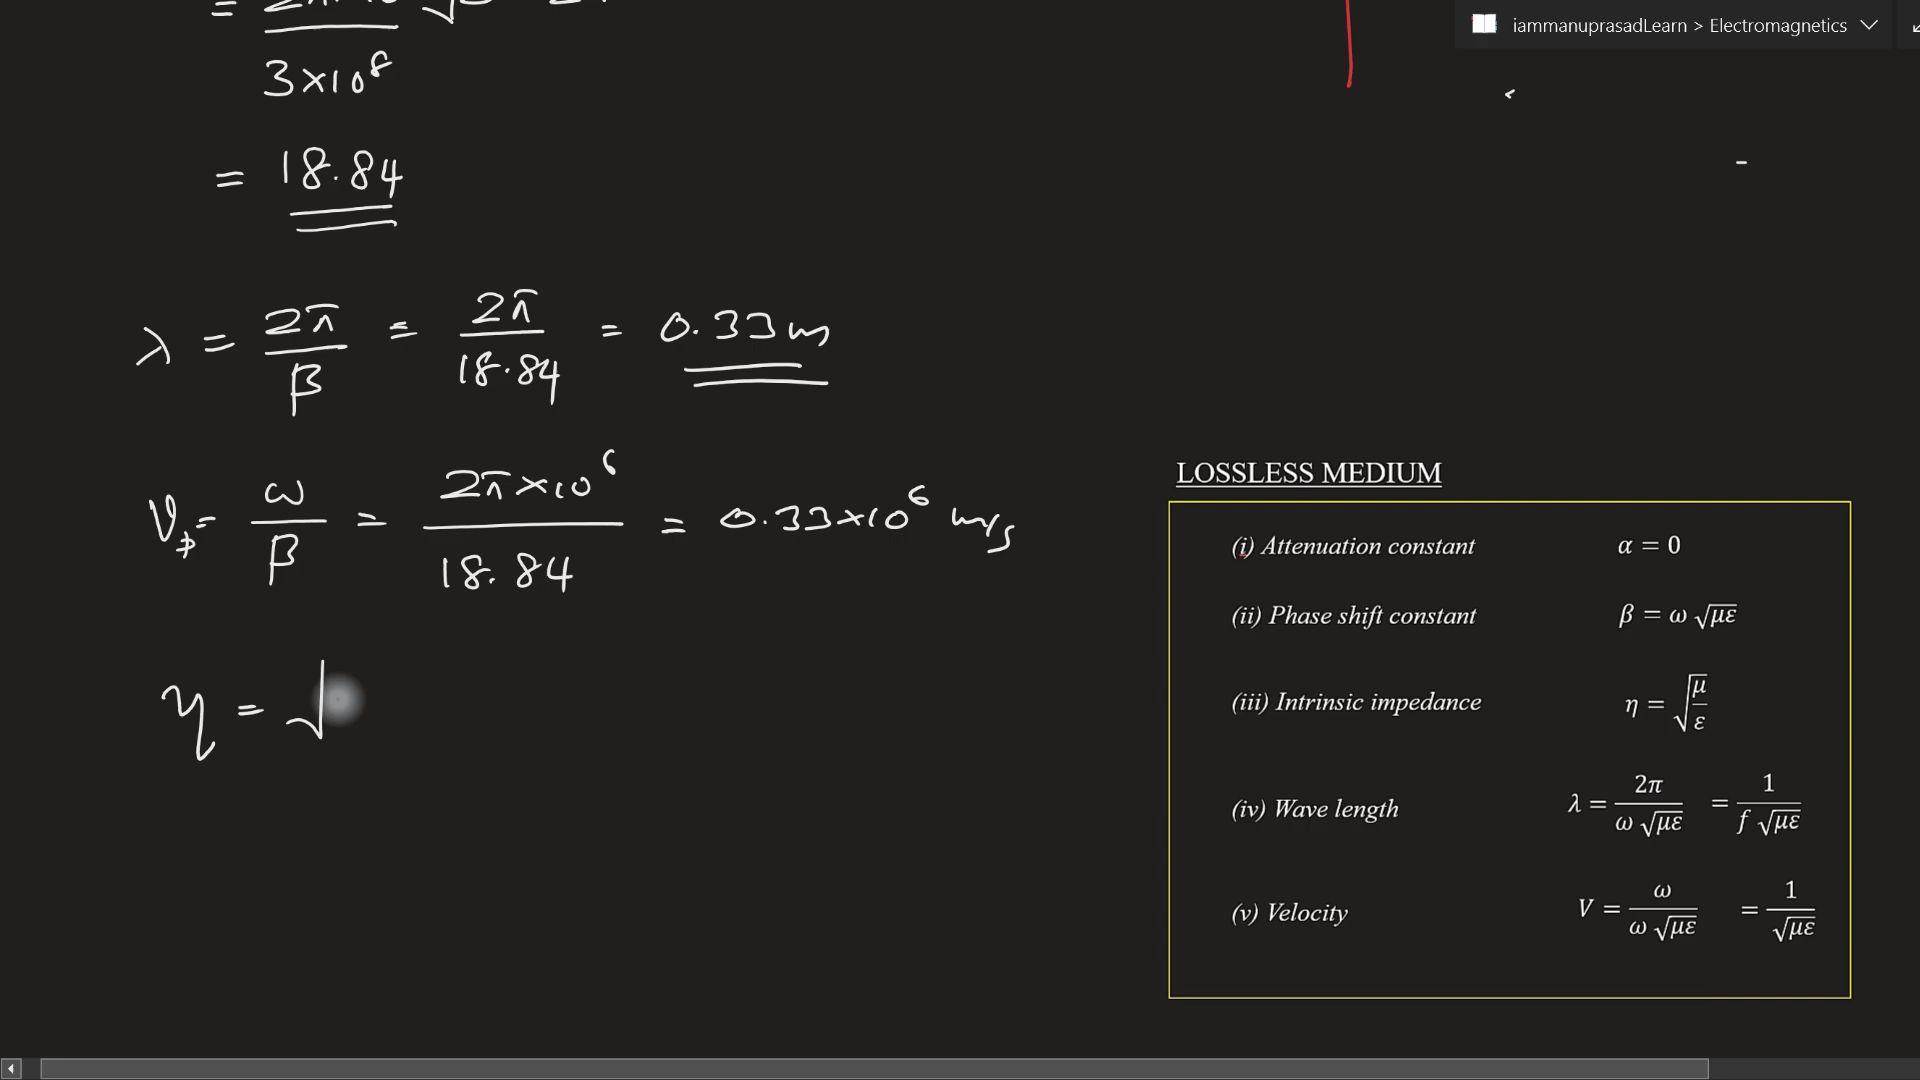 iammanuprasadLearn > Electromagnetics
3×10⁸
= 18.84
λ = 2π/β = 2π/18.84 = 0.33m
Vₚ = ω/β = 2π×10⁶/18.84 = 0.33×10⁶ m/s
η = √
LOSSLESS MEDIUM
(i) Attenuation constant α = 0
(ii) Phase shift constant β = ω √με
(iii) Intrinsic impedance η = √μ/ε
(iv) Wave length λ = 2π/ω √με = 1/f √με
(v) Velocity V = ω/ω √με = 1/√με